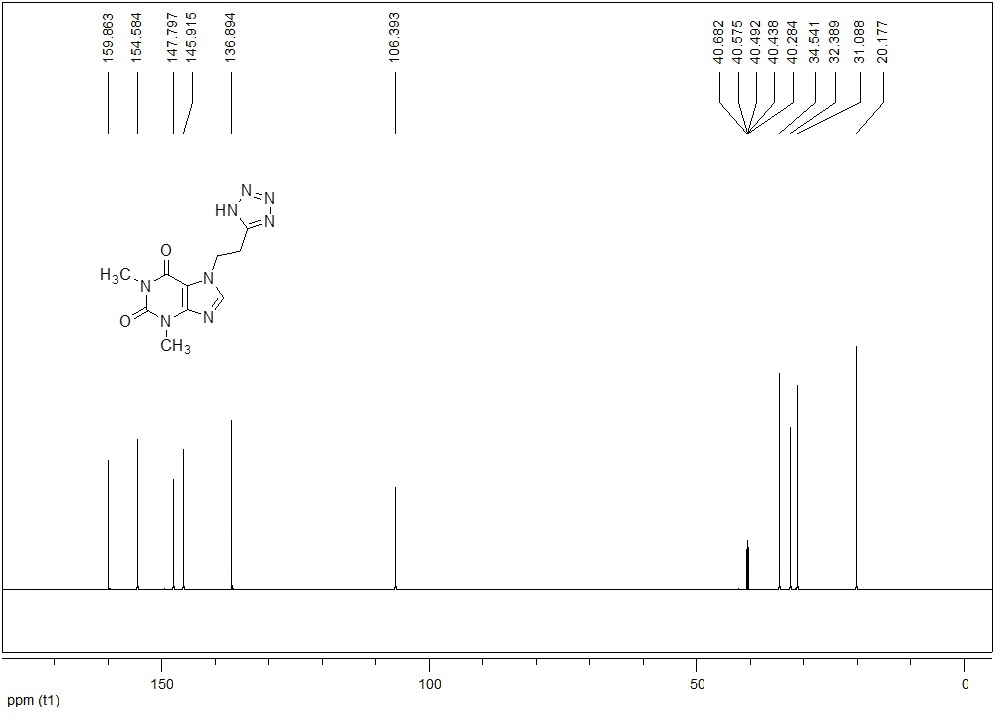 159.863
154.584
147.797
145.915
136.894
106.393
40.682
40.575
40.492
40.438
40.284
34.541
32.389
31.088
20.177
N
N
HN
N
O
H3C
N
N
O
N
N
CH3
150
100
50
0
ppm (t1)